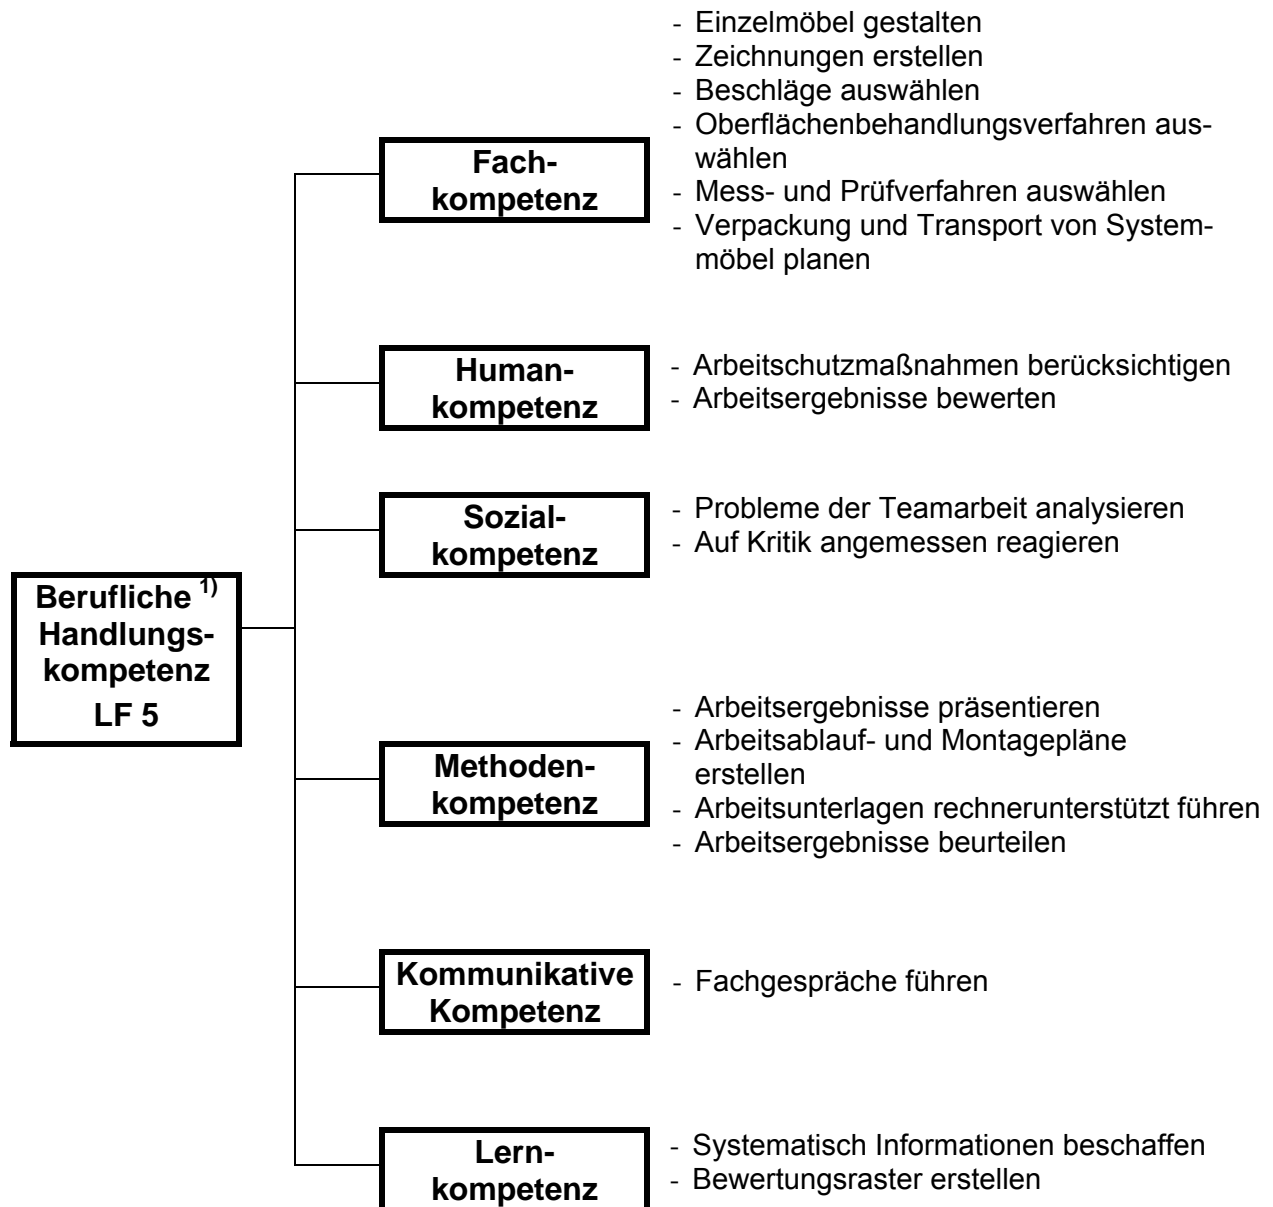 - Einzelmöbel gestalten
- Zeichnungen erstellen
- Beschläge auswählen
- Oberflächenbehandlungsverfahren aus-
wählen
- Mess- und Prüfverfahren auswählen
- Verpackung und Transport von System-
möbel planen
Fach-
kompetenz
Human-
kompetenz
- Arbeitschutzmaßnahmen berücksichtigen
- Arbeitsergebnisse bewerten
Sozial-
kompetenz
- Probleme der Teamarbeit analysieren
- Auf Kritik angemessen reagieren
Berufliche 1)
Handlungs-
kompetenz
LF 5
Methoden-
kompetenz
- Arbeitsergebnisse präsentieren
- Arbeitsablauf- und Montagepläne
erstellen
- Arbeitsunterlagen rechnerunterstützt führen
- Arbeitsergebnisse beurteilen
Kommunikative
Kompetenz
- Fachgespräche führen
Lern-
kompetenz
- Systematisch Informationen beschaffen
- Bewertungsraster erstellen